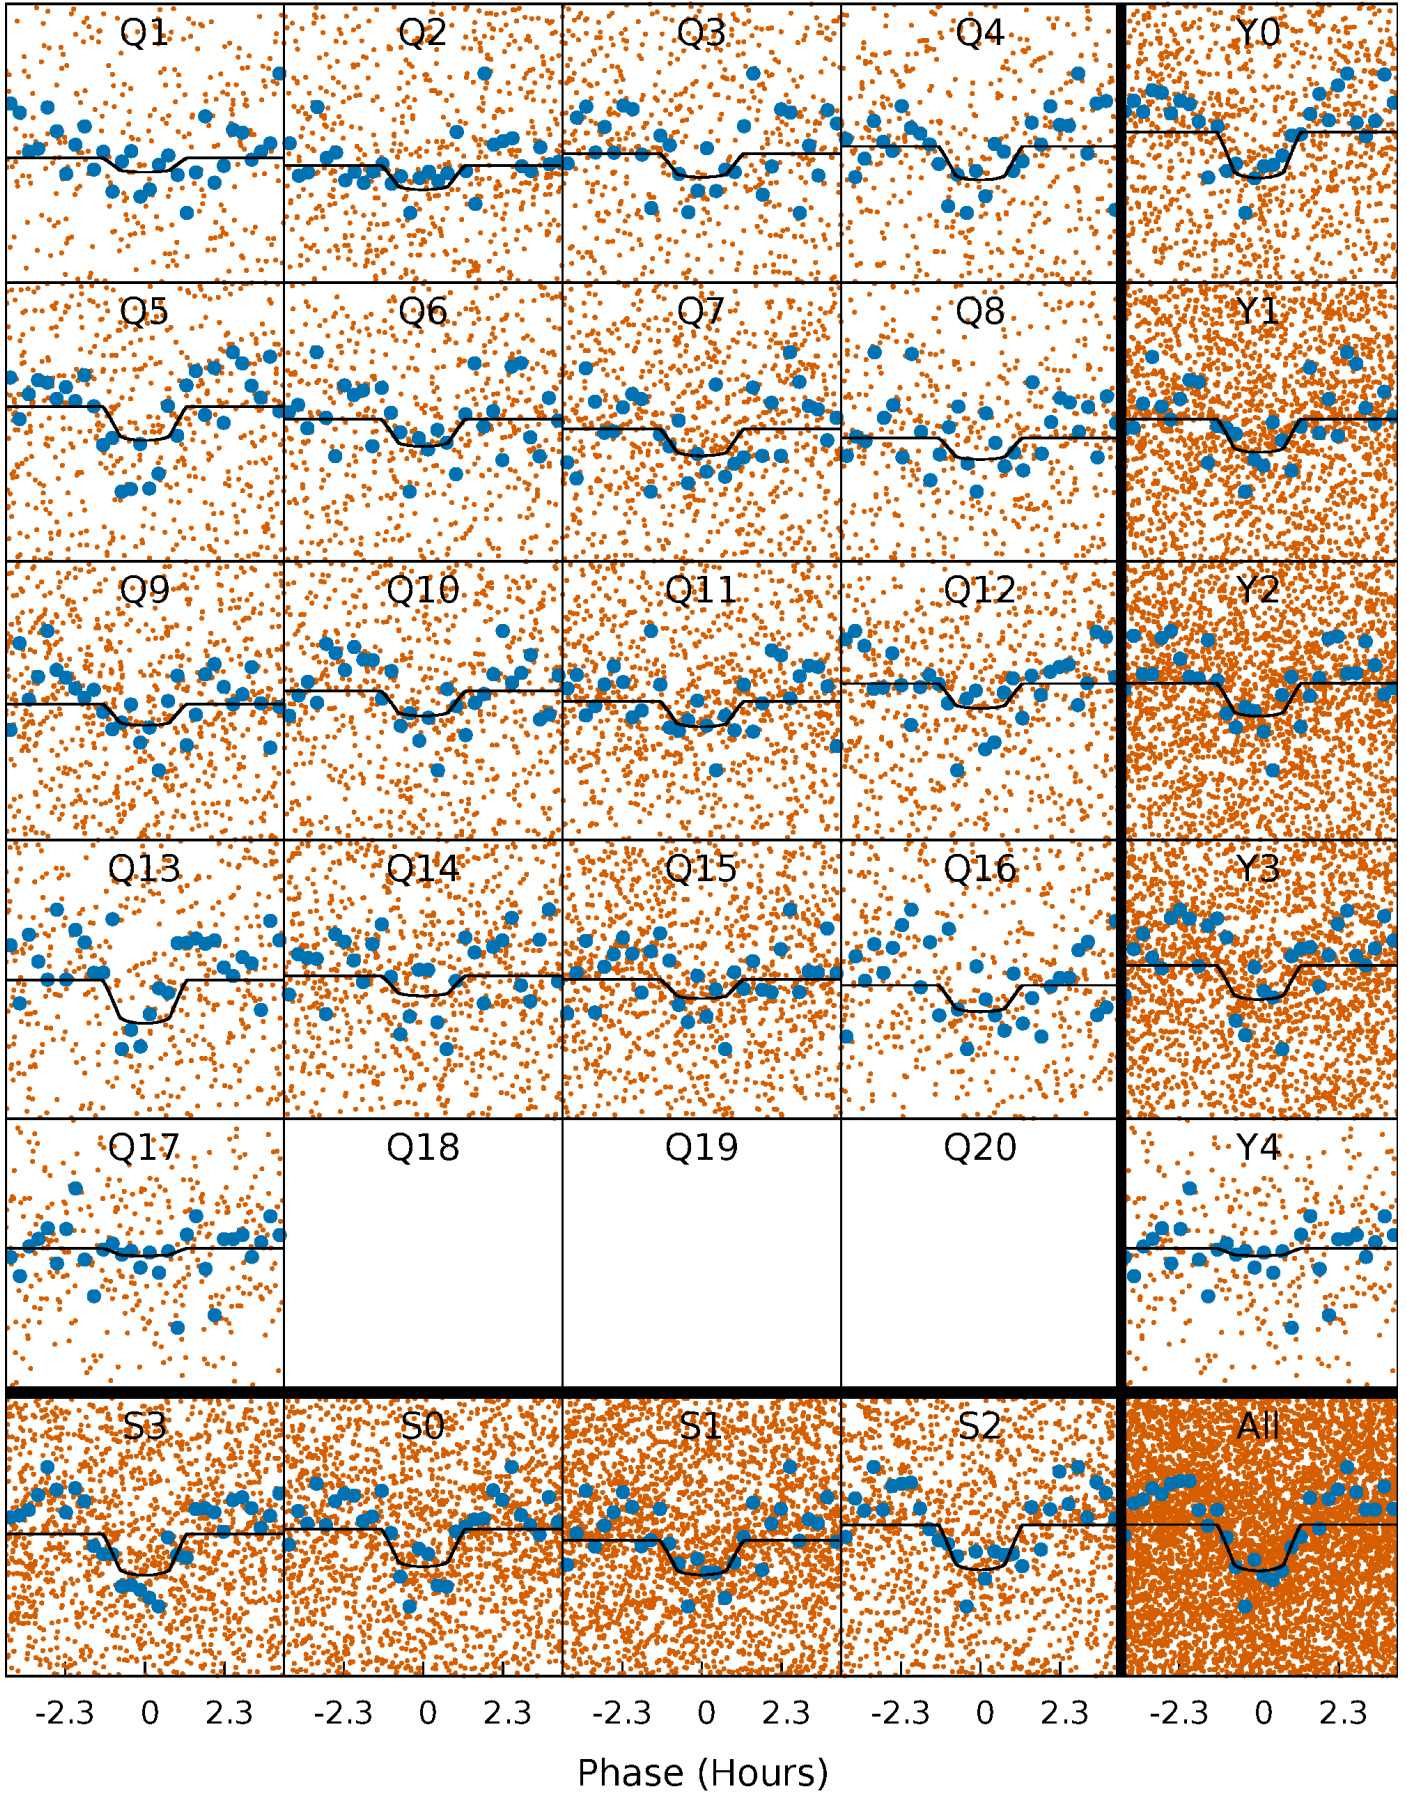 Q1 Q2 Q3 Q4 Y0
Q5 Q6 Q7 Q8 Y1
Q9 Q10 Q11 Q12 Y2
Q13 Q14 Q15 Q16 Y3
Q17 Q18 Q19 Q20 Y4
S3 S0 S1 S2 All
-2.3 0 2.3 -2.3 0 2.3 -2.3 0 2.3 -2.3 0 2.3 -2.3 0 2.3
Phase (Hours)